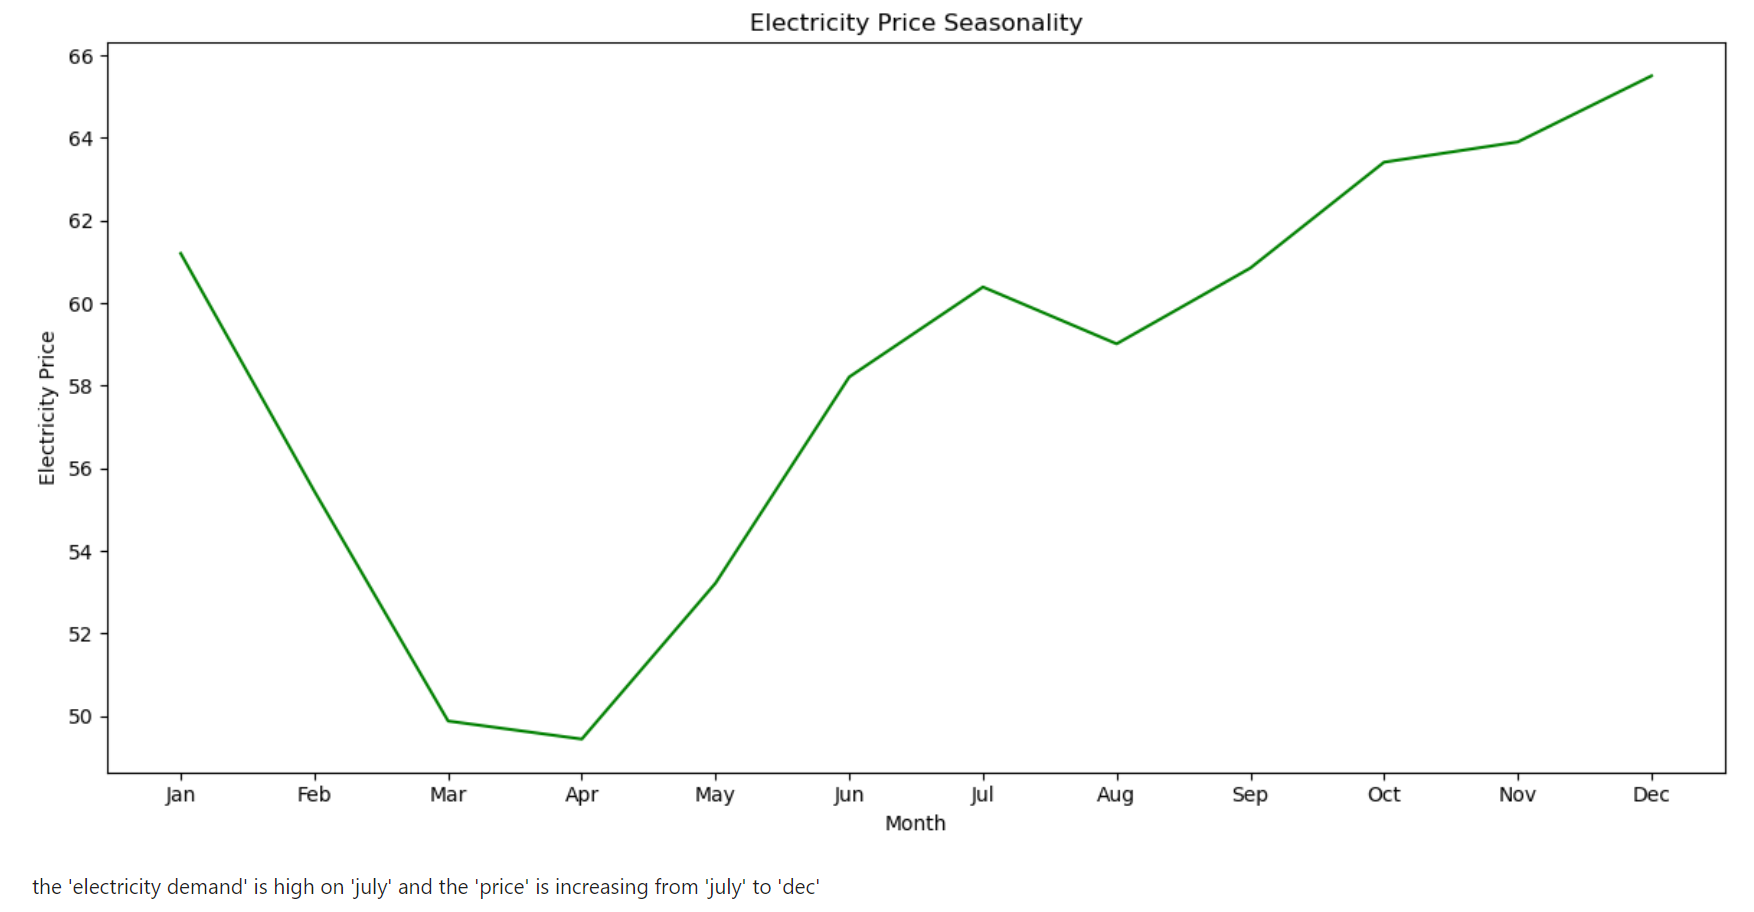 Electricity Price Seasonality
66
64
62
60
58
56
54
52
50
Electricity Price
Jan Feb Mar Apr May Jun Jul Aug Sep Oct Nov Dec
Month
the 'electricity demand' is high on 'july' and the 'price' is increasing from 'july' to 'dec'